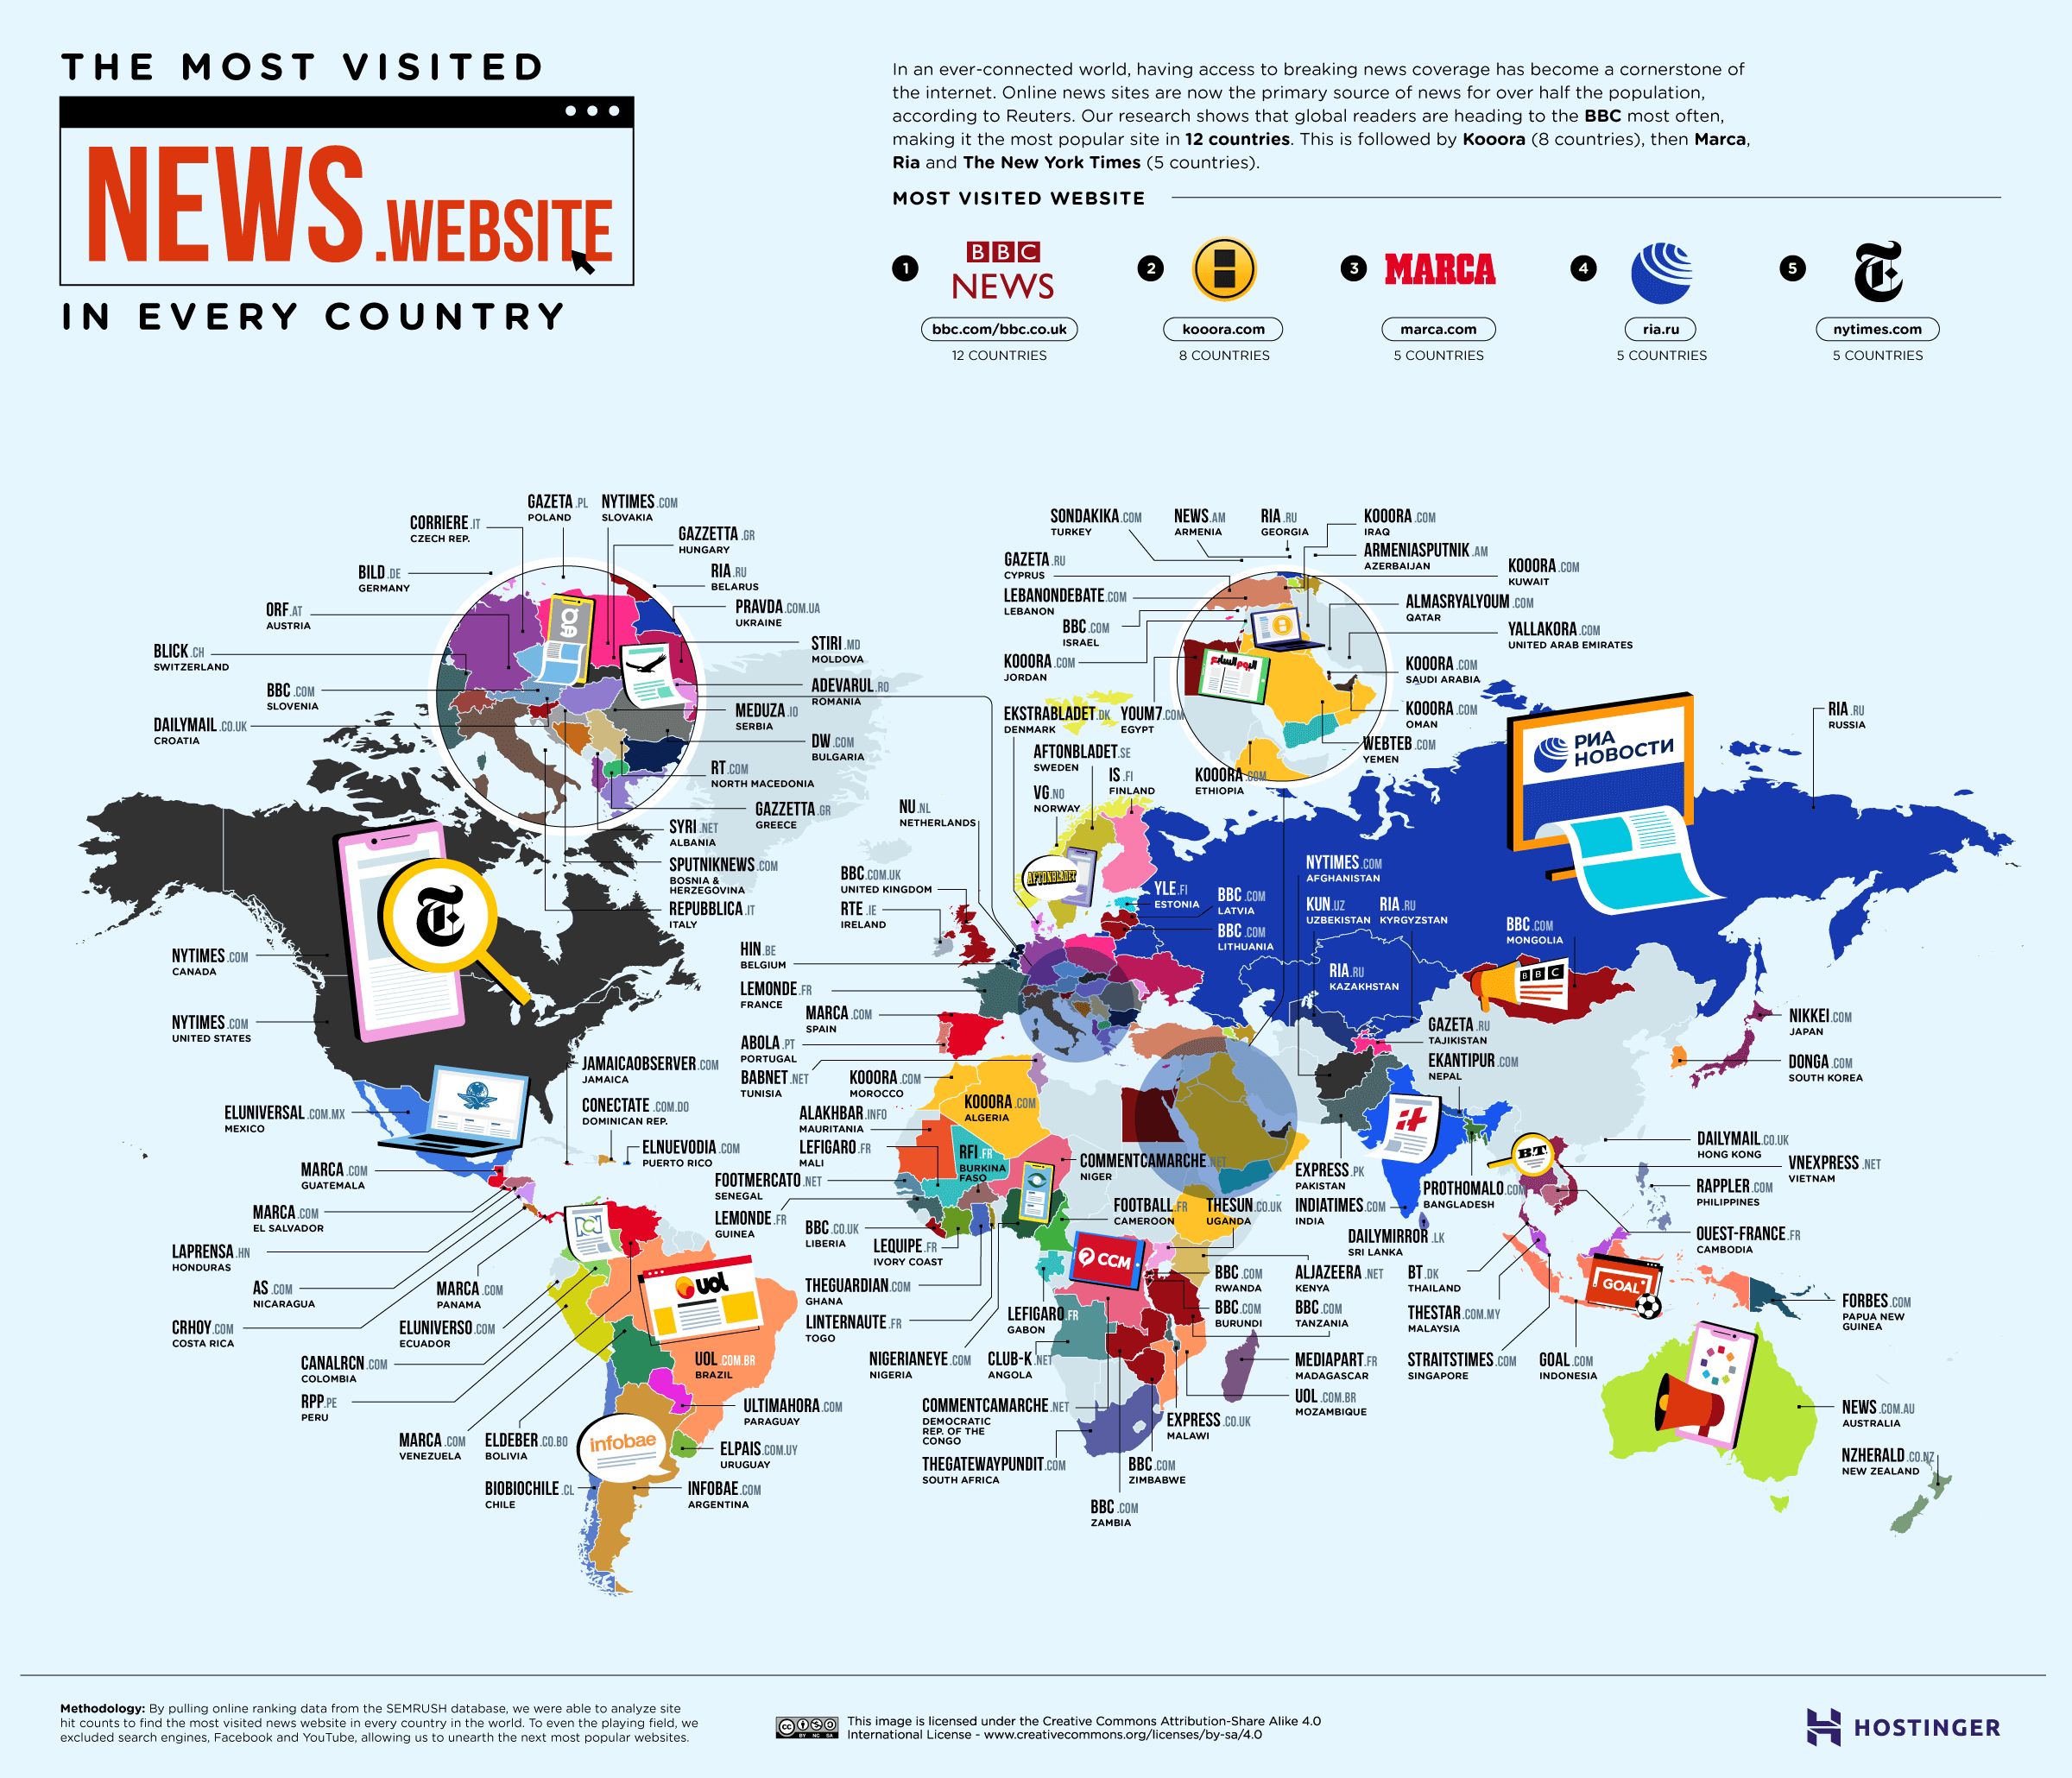 THE MOST VISITED
NEWS.WEBSITE
IN EVERY COUNTRY
In an ever-connected world, having access to breaking news coverage has become a cornerstone of
the internet. Online news sites are now the primary source of news for over half the population,
according to Reuters. Our research shows that global readers are heading to the BBC most often,
making it the most popular site in 12 countries. This is followed by Kooora (8 countries), then Marca,
Ria and The New York Times (5 countries).
MOST VISITED WEBSITE
1
BBC
NEWS
bbc.com/bbc.co.uk
12 COUNTRIES
2
kooora.com
8 COUNTRIES
3
MARCA
marca.com
5 COUNTRIES
4
ria.ru
5 COUNTRIES
5
T
nytimes.com
5 COUNTRIES
GAZETA.PL
POLAND
NYTIMES.COM
SLOVAKIA
CORRIERE.IT
CZECH REP.
GAZZETTA.GR
HUNGARY
BILD.DE
GERMANY
RIA.RU
BELARUS
ORF.AT
AUSTRIA
PRAVDA.COM.UA
UKRAINE
BLICK.CH
SWITZERLAND
STIRI.MD
MOLDOVA
BBC.COM
SLOVENIA
ADEVARUL.RO
ROMANIA
DAILYMAIL.CO.UK
CROATIA
MEDUZA.IO
SERBIA
DW.COM
BULGARIA
RT.COM
NORTH MACEDONIA
GAZZETTA.GR
GREECE
SYRI.NET
ALBANIA
SPUTNIKNEWS.COM
BOSNIA &
HERZEGOVINA
REPUBBLICA.IT
ITALY
SONDAKIKA.COM
TURKEY
NEWS.AM
ARMENIA
RIA.RU
GEORGIA
KOOORA.COM
IRAQ
ARMENIASPUTNIK.AM
AZERBAIJAN
GAZETA.RU
CYPRUS
KOOORA.COM
KUWAIT
LEBANONDEBATE.COM
LEBANON
ALMASRYALYOUM.COM
QATAR
BBC.COM
ISRAEL
YALLAKORA.COM
UNITED ARAB EMIRATES
KOOORA.COM
JORDAN
KOOORA.COM
SAUDI ARABIA
EKSTRABLADET.DK
DENMARK
YOUM7.COM
EGYPT
KOOORA.COM
OMAN
WEBTEB.COM
YEMEN
KOOORA.COM
ETHIOPIA
AFTONBLADET.SE
SWEDEN
IS.FI
FINLAND
VG.NO
NORWAY
AFTONBLADET
NU.NL
NETHERLANDS
BBC.COM.UK
UNITED KINGDOM
RTE.IE
IRELAND
HLN.BE
BELGIUM
LEMONDE.FR
FRANCE
MARCA.COM
SPAIN
ABOLA.PT
PORTUGAL
YLE.FI
ESTONIA
BBC.COM
LATVIA
BBC.COM
LITHUANIA
РИА
НОВОСТИ
RIA.RU
RUSSIA
NYTIMES.COM
AFGHANISTAN
KUN.UZ
UZBEKISTAN
RIA.RU
KYRGYZSTAN
RIA.RU
KAZAKHSTAN
BBC.COM
MONGOLIA
BBC
GAZETA.RU
TAJIKISTAN
EKANTIPUR.COM
NEPAL
NIKKEI.COM
JAPAN
DONGA.COM
SOUTH KOREA
NYTIMES.COM
CANADA
NYTIMES.COM
UNITED STATES
T
JAMAICAOBSERVER.COM
JAMAICA
CONECTATE.COM.DO
DOMINICAN REP.
ELNUEVODIA.COM
PUERTO RICO
ELUNIVERSAL.COM.MX
MEXICO
MARCA.COM
GUATEMALA
MARCA.COM
EL SALVADOR
LAPRENSA.HN
HONDURAS
AS.COM
NICARAGUA
CRHOY.COM
COSTA RICA
MARCA.COM
PANAMA
ELUNIVERSO.COM
ECUADOR
CANALRCN.COM
COLOMBIA
RPP.PE
PERU
MARCA.COM
VENEZUELA
ELDEBER.CO.BO
BOLIVIA
BIOBIOCHILE.CL
CHILE
UOL
UOL.COM.BR
BRAZIL
ULTIMAHORA.COM
PARAGUAY
ELPAIS.COM.UY
URUGUAY
infobae
INFOBAE.COM
ARGENTINA
BABNET.NET
TUNISIA
KOOORA.COM
MOROCCO
KOOORA.COM
ALGERIA
ALAKHBAR.INFO
MAURITANIA
LEFIGARO.FR
MALI
RFI.FR
BURKINA
FASO
COMMENTCAMARCHE.NET
NIGER
FOOTMERCATO.NET
SENEGAL
LEMONDE.FR
GUINEA
BBC.CO.UK
LIBERIA
LEQUIPE.FR
IVORY COAST
THEGUARDIAN.COM
GHANA
LINTERNAUTE.FR
TOGO
NIGERIANEYE.COM
NIGERIA
FOOTBALL.FR
CAMEROON
THESUN.CO.UK
UGANDA
CCM
LEFIGARO.FR
GABON
CLUB-K.NET
ANGOLA
COMMENTCAMARCHE.NET
DEMOCRATIC
REP. OF THE
CONGO
THEGATEWAYPUNDIT.COM
SOUTH AFRICA
BBC.COM
RWANDA
BBC.COM
BURUNDI
ALJAZEERA.NET
KENYA
BBC.COM
TANZANIA
MEDIAPART.FR
MADAGASCAR
UOL.COM.BR
MOZAMBIQUE
EXPRESS.CO.UK
MALAWI
BBC.COM
ZIMBABWE
BBC.COM
ZAMBIA
EXPRESS.PK
PAKISTAN
INDIATIMES.COM
INDIA
PROTHOMALO.COM
BANGLADESH
DAILYMIRROR.LK
SRI LANKA
B.T.
BT.DK
THAILAND
THESTAR.COM.MY
MALAYSIA
STRAITSTIMES.COM
SINGAPORE
GOAL
GOAL.COM
INDONESIA
DAILYMAIL.CO.UK
HONG KONG
VNEXPRESS.NET
VIETNAM
RAPPLER.COM
PHILIPPINES
OUEST-FRANCE.FR
CAMBODIA
FORBES.COM
PAPUA NEW
GUINEA
NEWS.COM.AU
AUSTRALIA
NZHERALD.CO.NZ
NEW ZEALAND
Methodology: By pulling online ranking data from the SEMRUSH database, we were able to analyze site
hit counts to find the most visited news website in every country in the world. To even the playing field, we
excluded search engines, Facebook and YouTube, allowing us to unearth the next most popular websites.
cc BY NC SA
This image is licensed under the Creative Commons Attribution-Share Alike 4.0
International License - www.creativecommons.org/licenses/by-sa/4.0
HOSTINGER